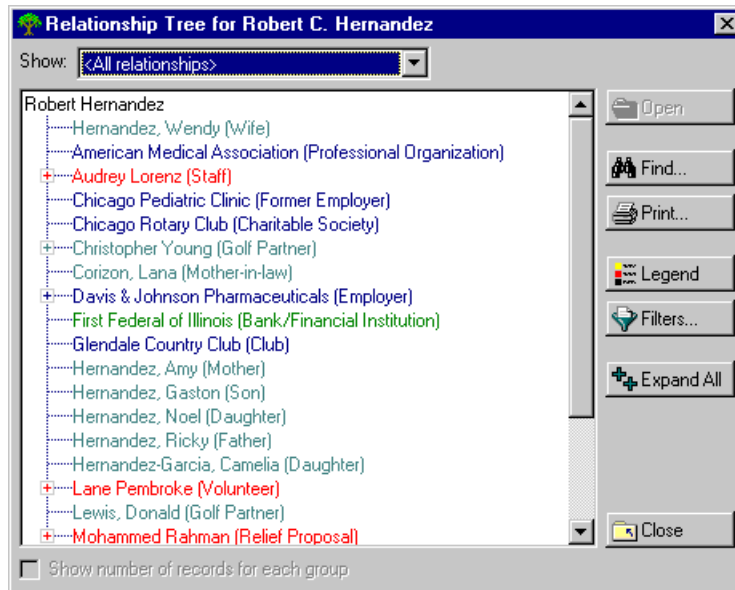 Relationship Tree for Robert C. Hernandez
Show: <All relationships>
Robert Hernandez
Hernandez, Wendy (Wife)
American Medical Association (Professional Organization)
Audrey Lorenz (Staff)
Chicago Pediatric Clinic (Former Employer)
Chicago Rotary Club (Charitable Society)
Christopher Young (Golf Partner)
Corizon, Lana (Mother-in-law)
Davis & Johnson Pharmaceuticals (Employer)
First Federal of Illinois (Bank/Financial Institution)
Glendale Country Club (Club)
Hernandez, Amy (Mother)
Hernandez, Gaston (Son)
Hernandez, Noel (Daughter)
Hernandez, Ricky (Father)
Hernandez-Garcia, Camelia (Daughter)
Lane Pembroke (Volunteer)
Lewis, Donald (Golf Partner)
Mohammed Rahman (Relief Proposal)
Open
Find...
Print...
Legend
Filters...
Expand All
Close
Show number of records for each group